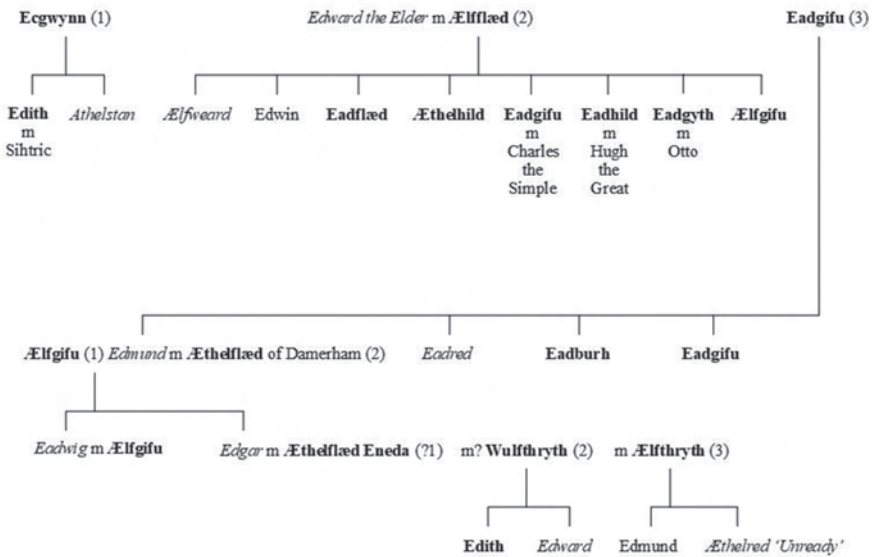 Ecgwynn (1) Edward the Elder m Ælfflæd (2) Eadgifu (3)
Edith Athelstan Ælfweard Edwin Eadflæd Æthelhild Eadgifu Eadhild Eadgyth Ælfgifu
m m m m
Sihtric Charles Hugh Otto
the the
Simple Great
Ælfgifu (1) Edmund m Æthelflæd of Damerham (2) Eadred Eadburh Eadgifu
Eadwig m Ælfgifu Edgar m Æthelflæd Eneda (?1) m? Wulfthryth (2) m Ælfthryth (3)
Edith Edward Edmund Æthelred 'Unready'